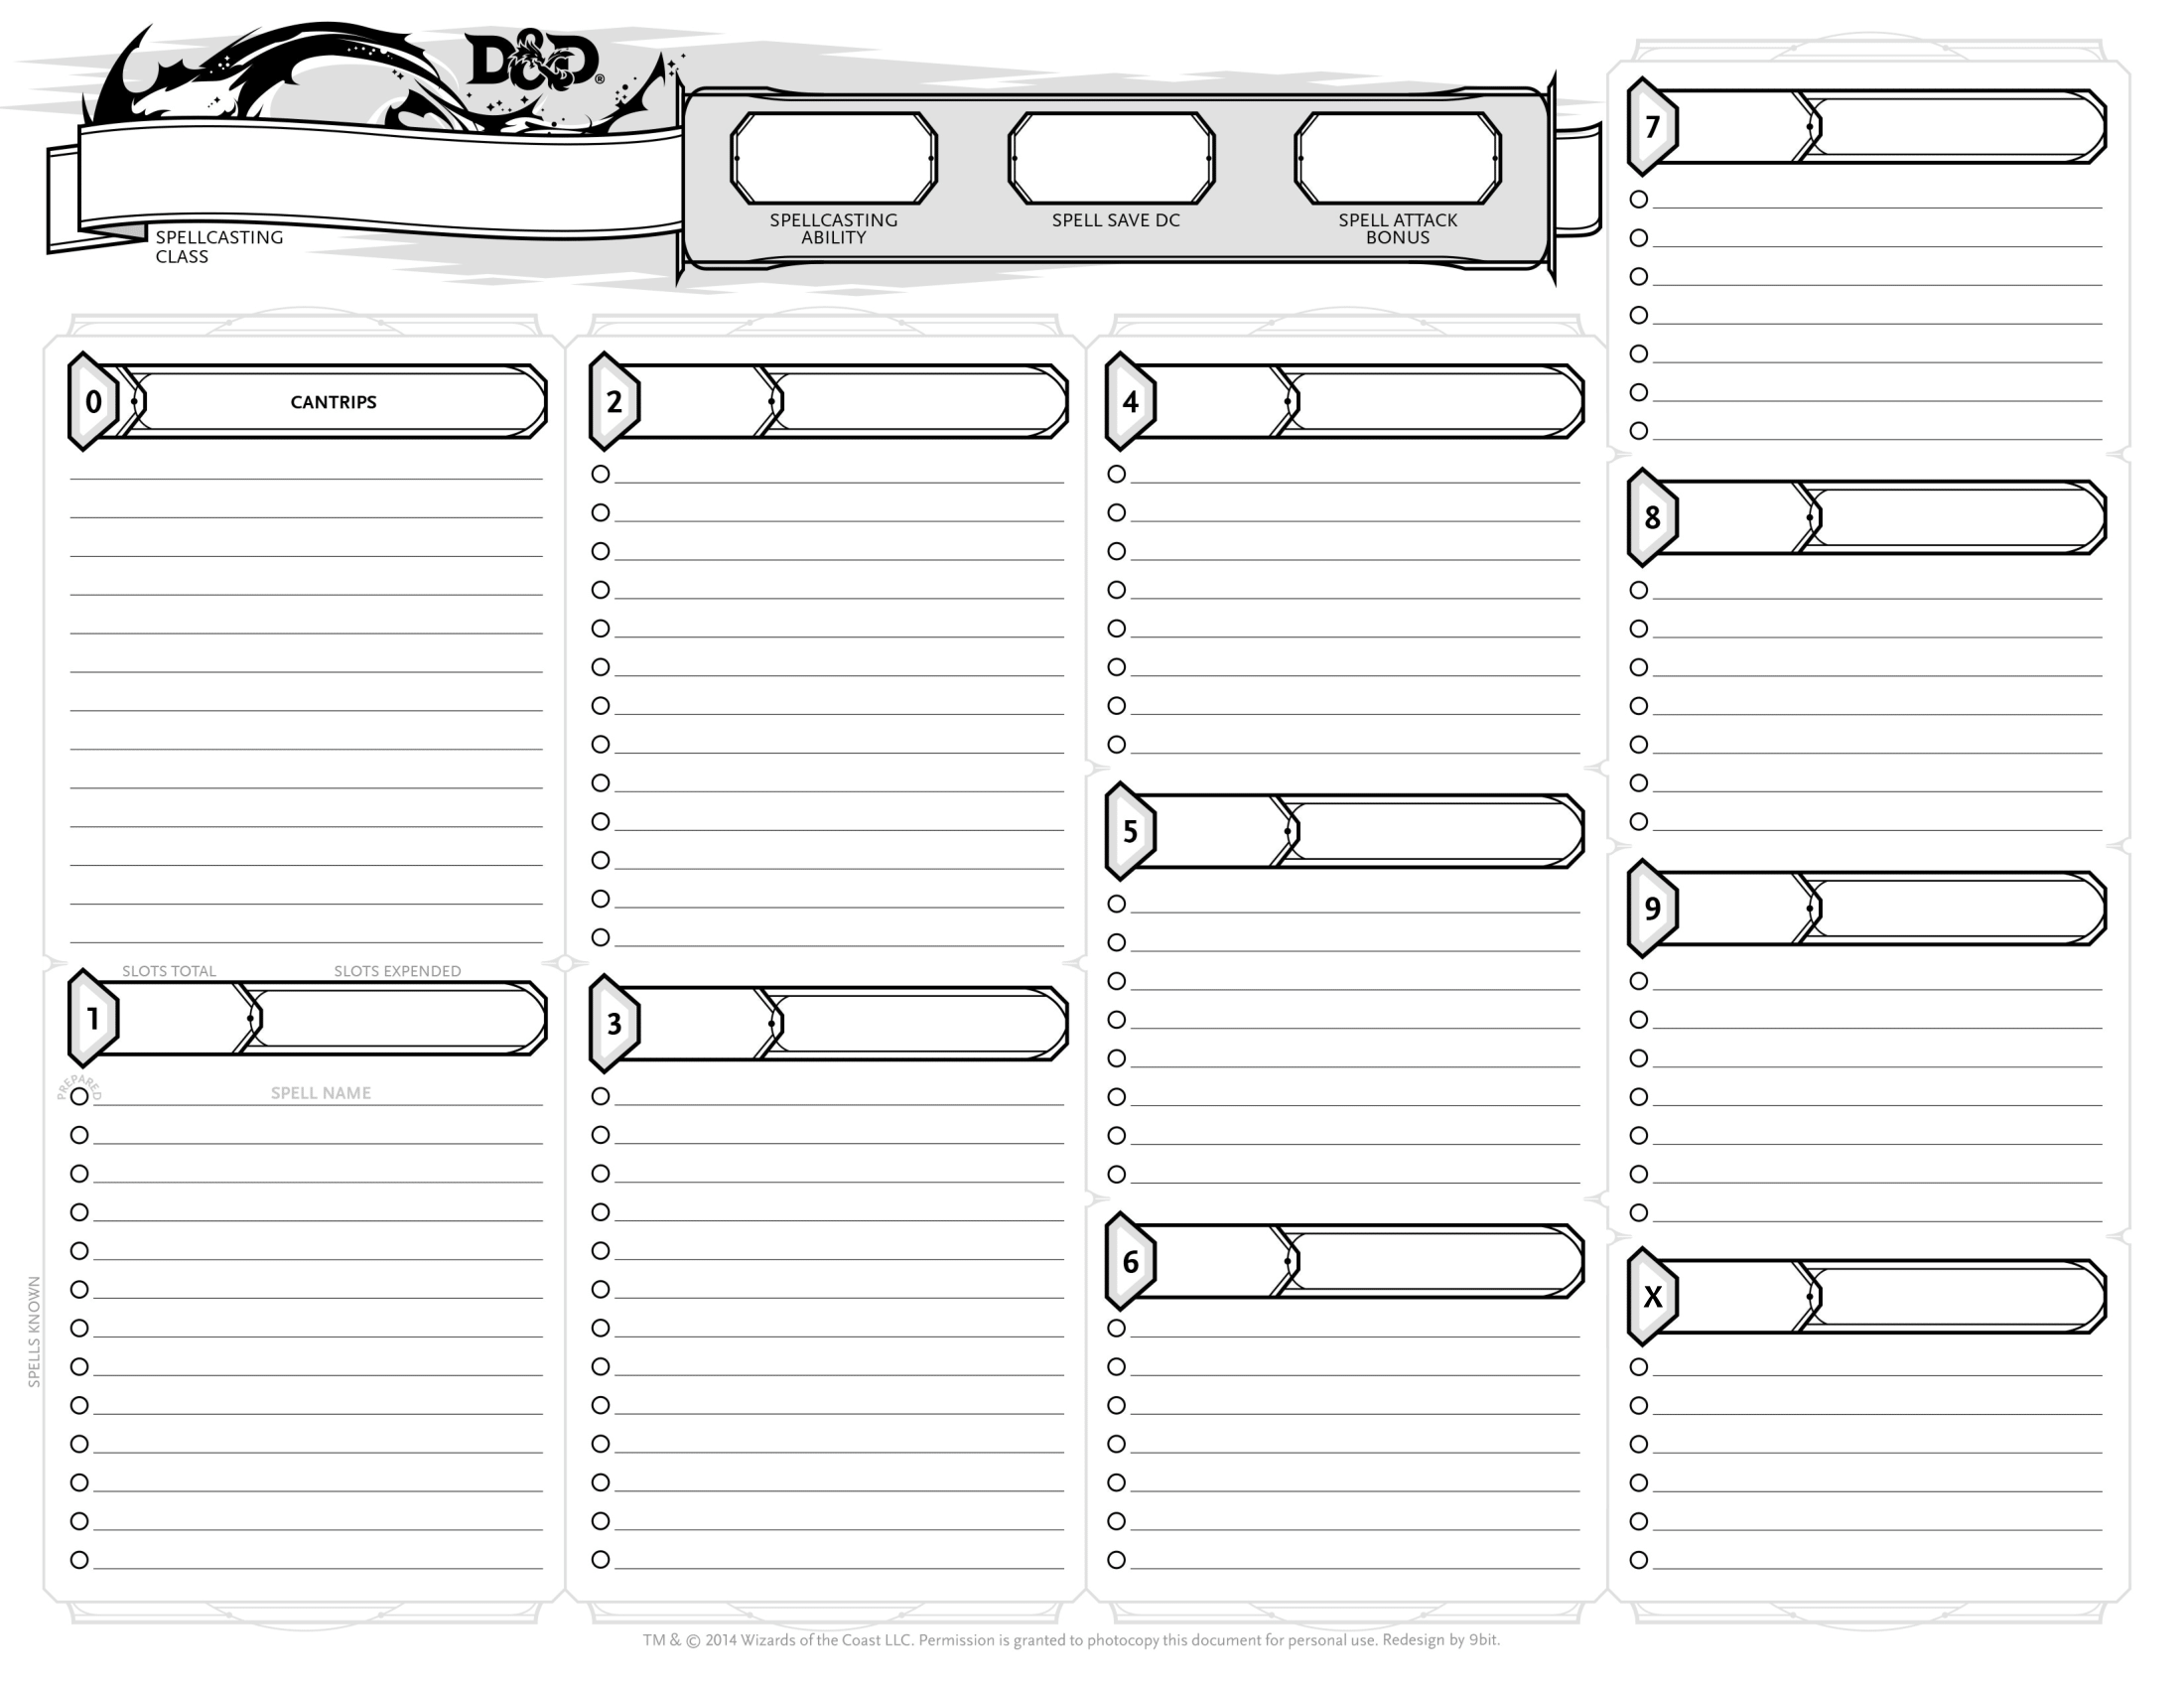 D&D®
SPELLCASTING
CLASS
SPELLCASTING
ABILITY
SPELL SAVE DC
SPELL ATTACK
BONUS
0
CANTRIPS
SLOTS TOTAL
SLOTS EXPENDED
1
PREPARED
SPELL NAME
SPELLS KNOWN
2
3
4
5
6
7
8
9
X
TM & © 2014 Wizards of the Coast LLC. Permission is granted to photocopy this document for personal use. Redesign by 9bit.